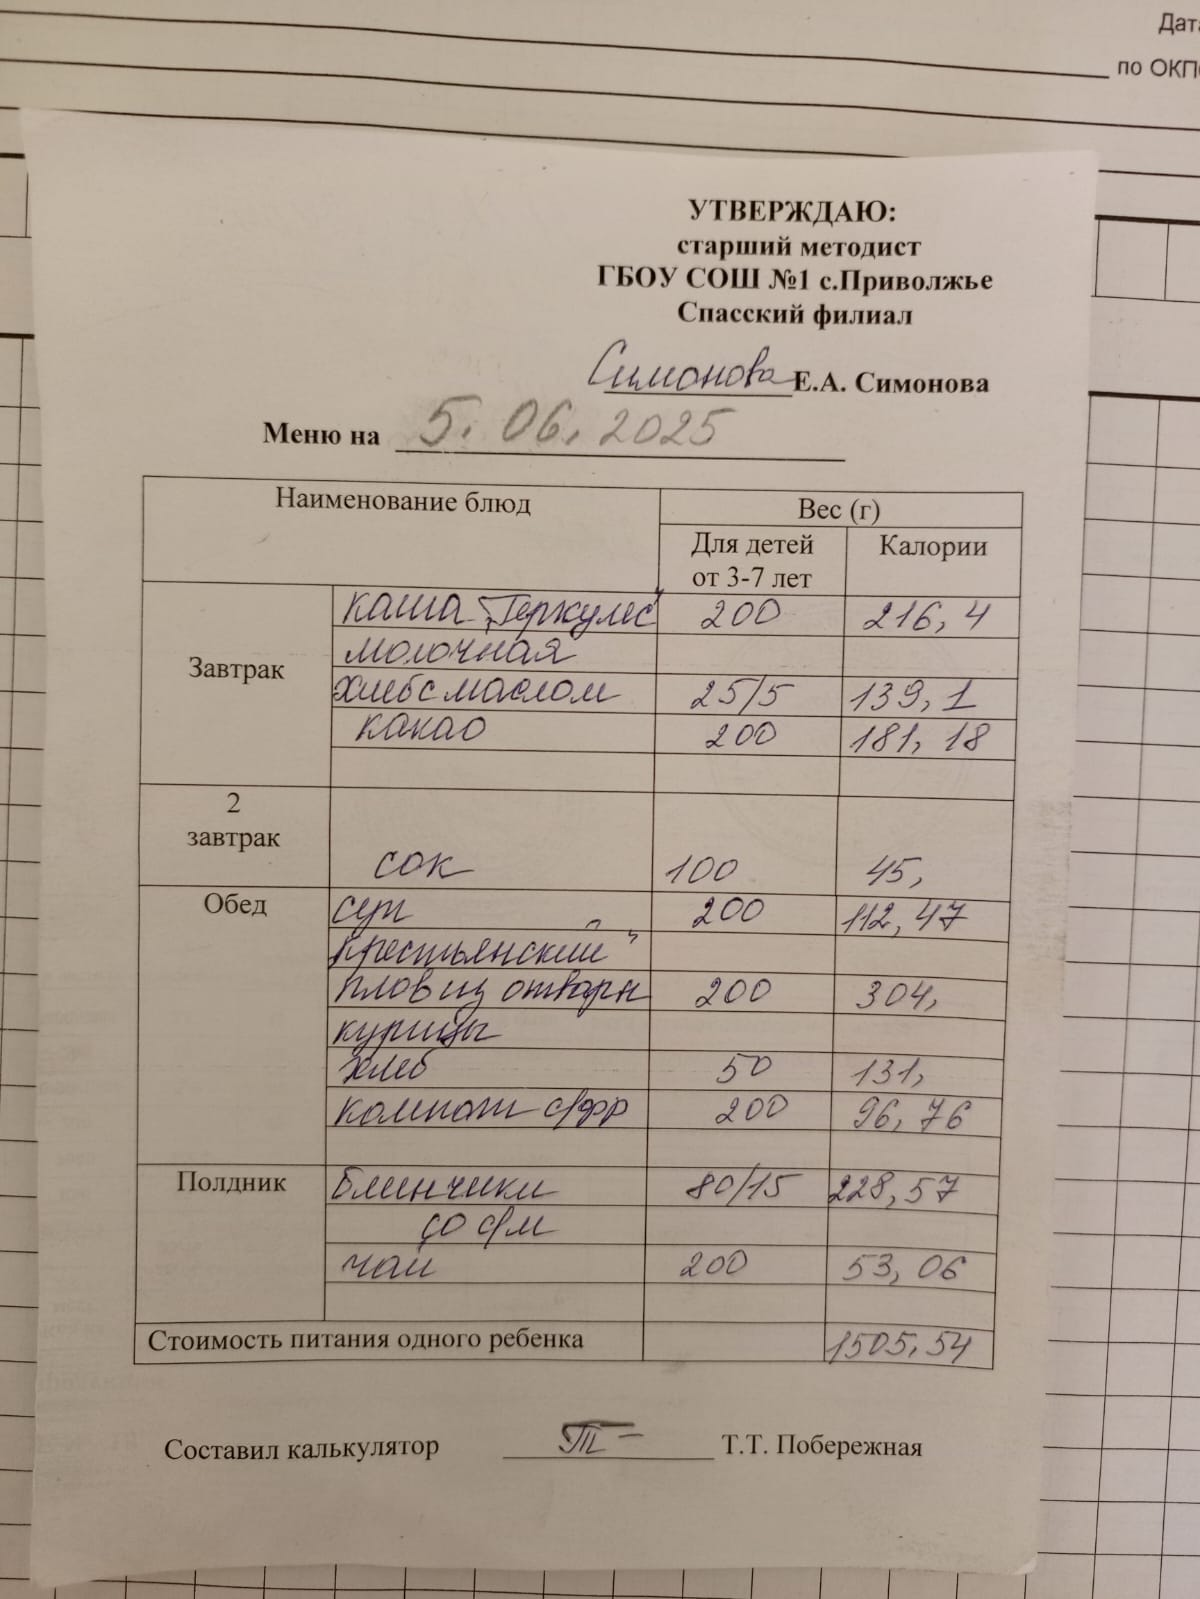 Дата
по ОКПО
УТВЕРЖДАЮ:
старший методист
ГБОУ СОШ №1 с.Приволжье
Спасский филиал
Симонова Е.А. Симонова
Меню на 5.06.2025
Наименование блюд Вес (г)
Для детей от 3-7 лет Калории
Завтрак
каша "Геркулес" 200 216,4
молочная
хлеб с маслом 25/5 139,1
какао 200 181,18
2 завтрак
сок 100 45,
Обед
суп 200 112,47
крестьянский"
плов из отварн 200 304,
курицы
хлеб 50 131,
компот с/фр 200 96,76
Полдник
блинчики 80/15 228,57
со с/м
чай 200 53,06
Стоимость питания одного ребенка 1505,54
Составил калькулятор Т.Т. Побережная